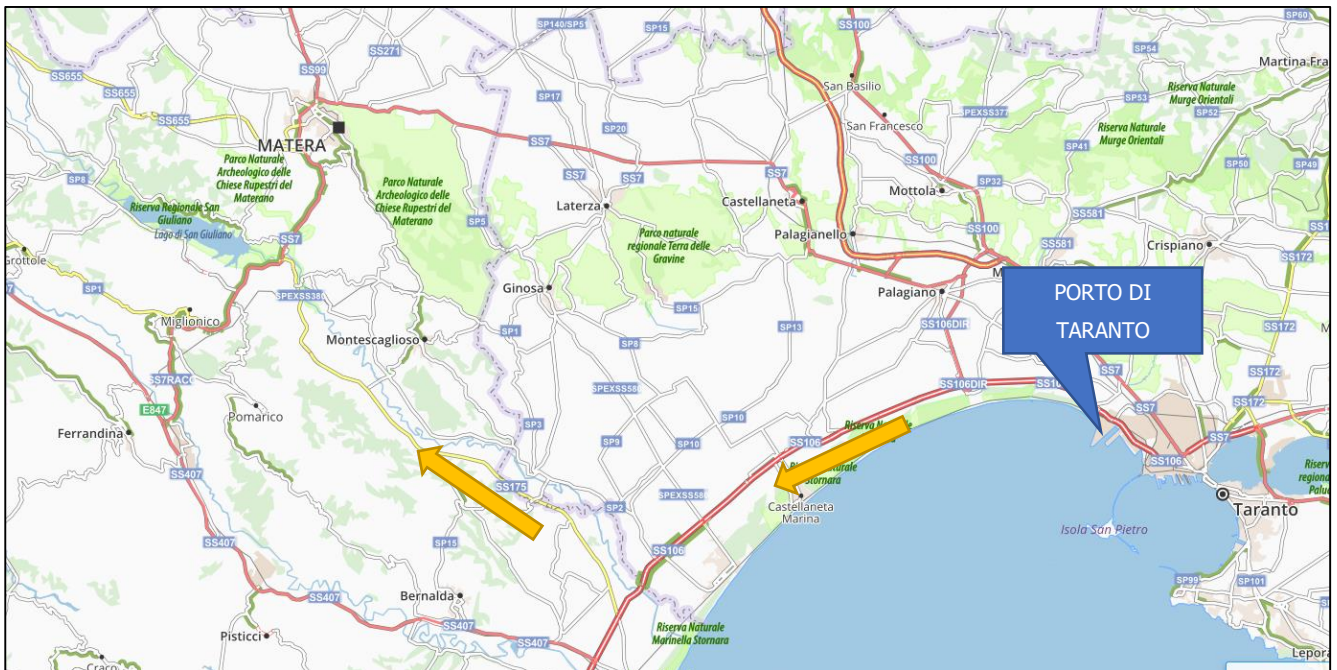 SP140/SP51
SP15
SS100
SP60
SS271
SP54
SS99
SS655
Martina Fra
SS655
San Basilio
Riserva Naturale
Murge Orientali
SP17
SP53
SS655
SPEXSS377
SP52
SP20
San Francesco
Riserva Naturale
Murge Orientali
MATERA
SS7
SS100
SP41
Parco Naturale
Archeologico delle
Chiese Rupestri del
Materano
SP50
SP49
SP8
Parco Naturale
Archeologico delle
Chiese Rupestri del
Materano
SS7
SS7
SS7
SP32
Mottola
Castellaneta
Laterza
Riserva Regionale San
Giuliano
Lago di San Giuliano
SP5
SS581
SS7
Parco naturale
regionale Terra delle
Gravine
Palagianello
SS100
SS581
Crispiano
Grottole
SS172
SP1
SPEXSS380
Ginosa
Palagiano
PORTO DI
TARANTO
SP15
Miglionico
SP1
SP13
SS106DIR
SS172
Montescaglioso
SP8
SS7RACC
SPEXSS580
SS106DIR
SS7
SS172
E847
Pomarico
SP10
SS7
SS172
Ferrandina
SP3
SP9
SP10
SS106
SS7
SS407
SS106
SS175
SPEXSS58
Castellaneta
Marina
Taranto
SP2
Isola San Pietro
SS407
SP15
SS106
SP99
SP101
Bernalda
SS407
SS407
Pisticci
Riserva Naturale
Marinella Stornara
Lepora
Craco